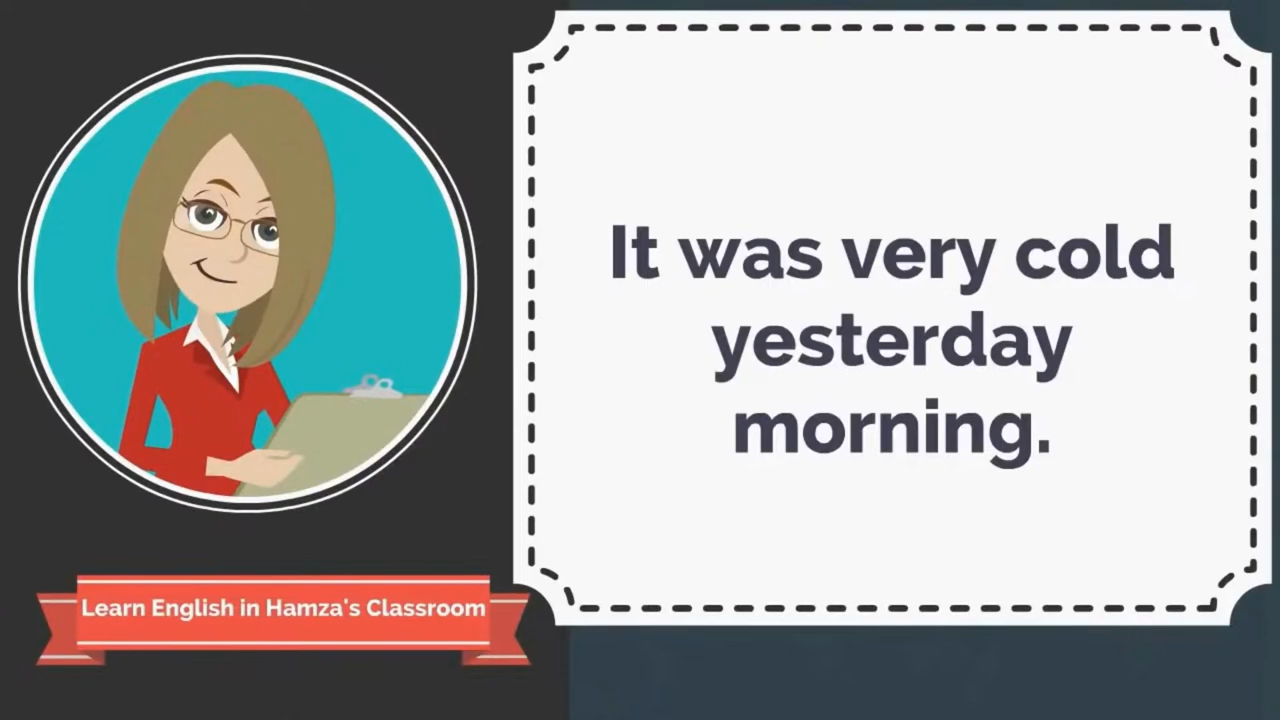 It was very cold
yesterday
morning.
Learn English in Hamza's Classroom